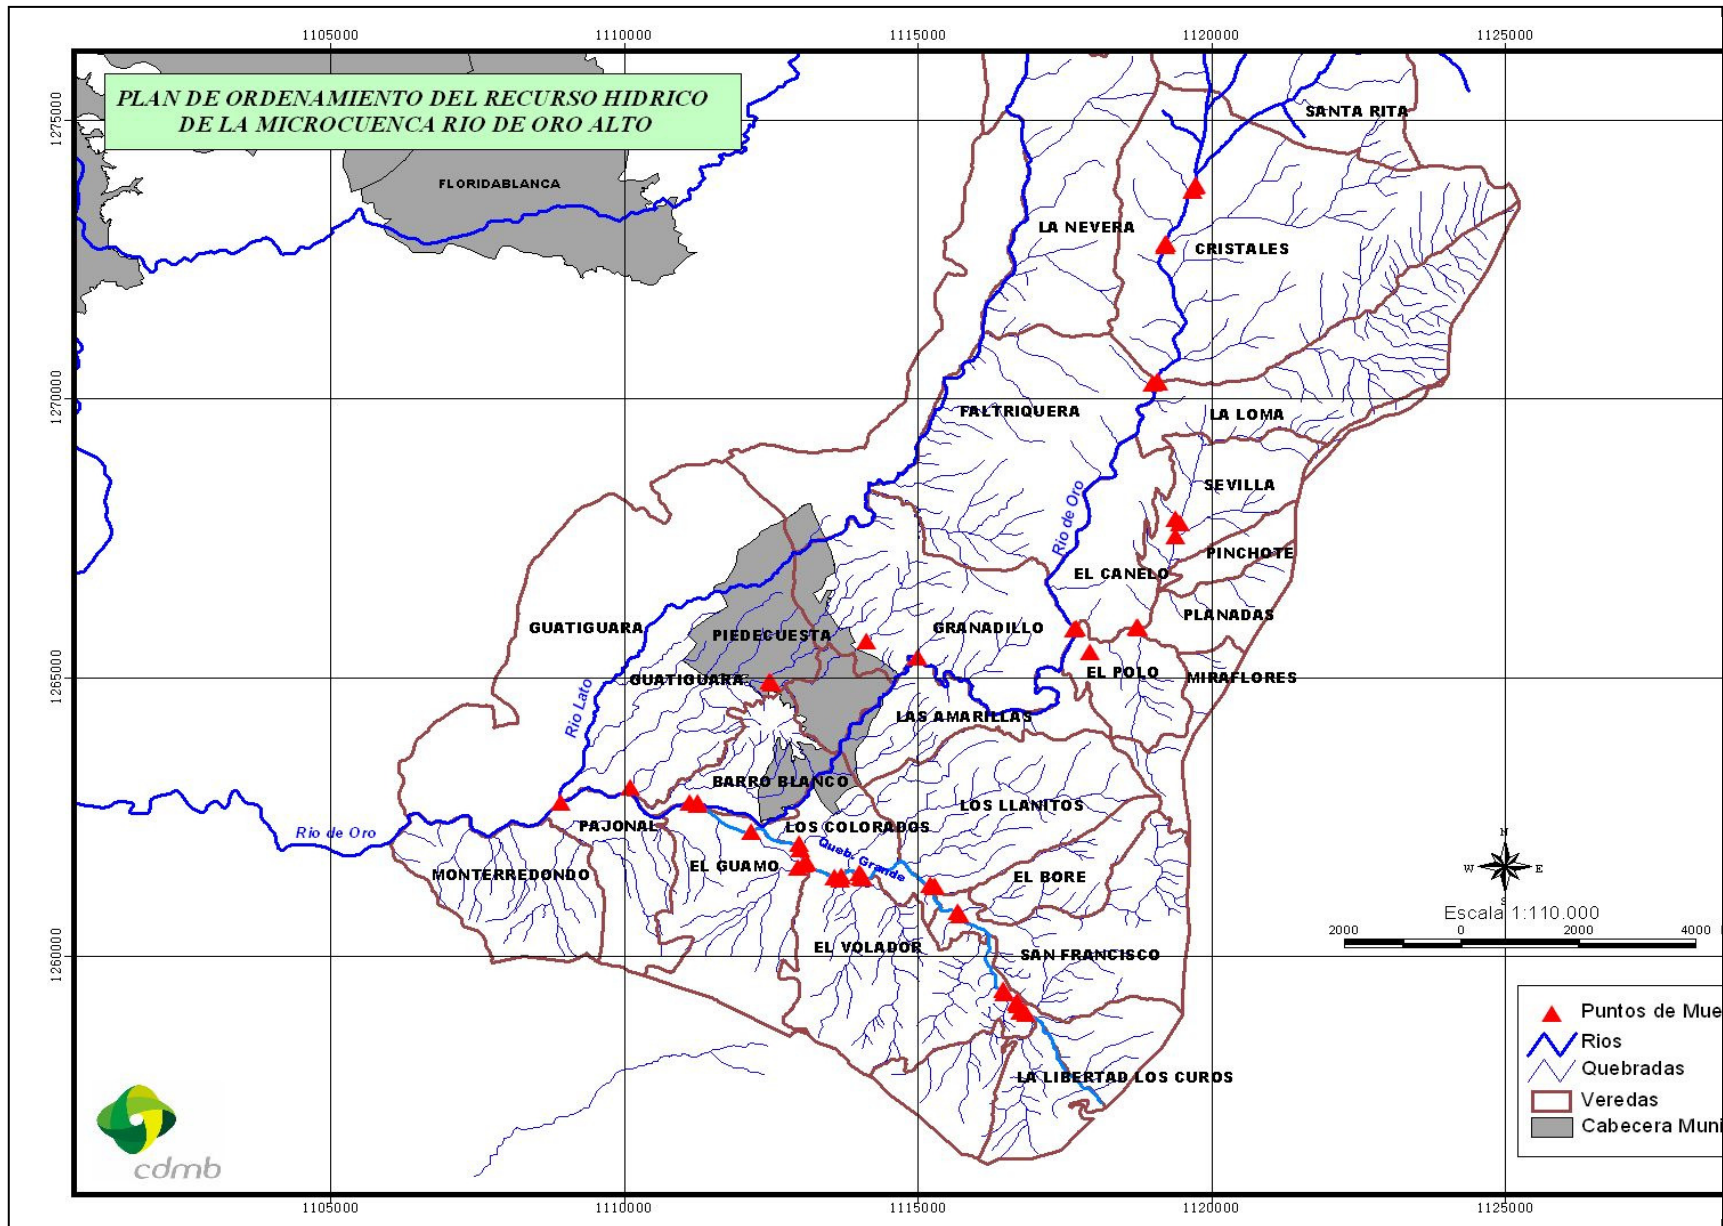 1105000
1110000
1115000
1120000
1125000
PLAN DE ORDENAMIENTO DEL RECURSO HIDRICO
DE LA MICROCUENCA RIO DE ORO ALTO
1275000
SANTA RITA
FLORIDABLANCA
LA NEVERA
CRISTALES
1270000
FALTRIQUERA
LA LOMA
SEVILLA
Rio de Oro
PINCHOTE
EL CANELO
PLANADAS
GUATIGUARA
PIEDECUESTA
GRANADILLO
1265000
EL POLO
MIRAFLORES
GUATIGUARA
Rio Lato
LAS AMARILLAS
BARRO BLANCO
LOS LLANITOS
Rio de Oro
PAJONAL
LOS COLORADOS
Queb. Grande
MONTERREDONDO
EL GUAMO
EL BORE
N
W
E
S
Escala 1:110.000
2000
0
2000
4000
1260000
EL VOLADOR
SAN FRANCISCO
LA LIBERTAD LOS CUROS
Puntos de Mue
Rios
Quebradas
Veredas
Cabecera Muni
cdmb
1105000
1110000
1115000
1120000
1125000